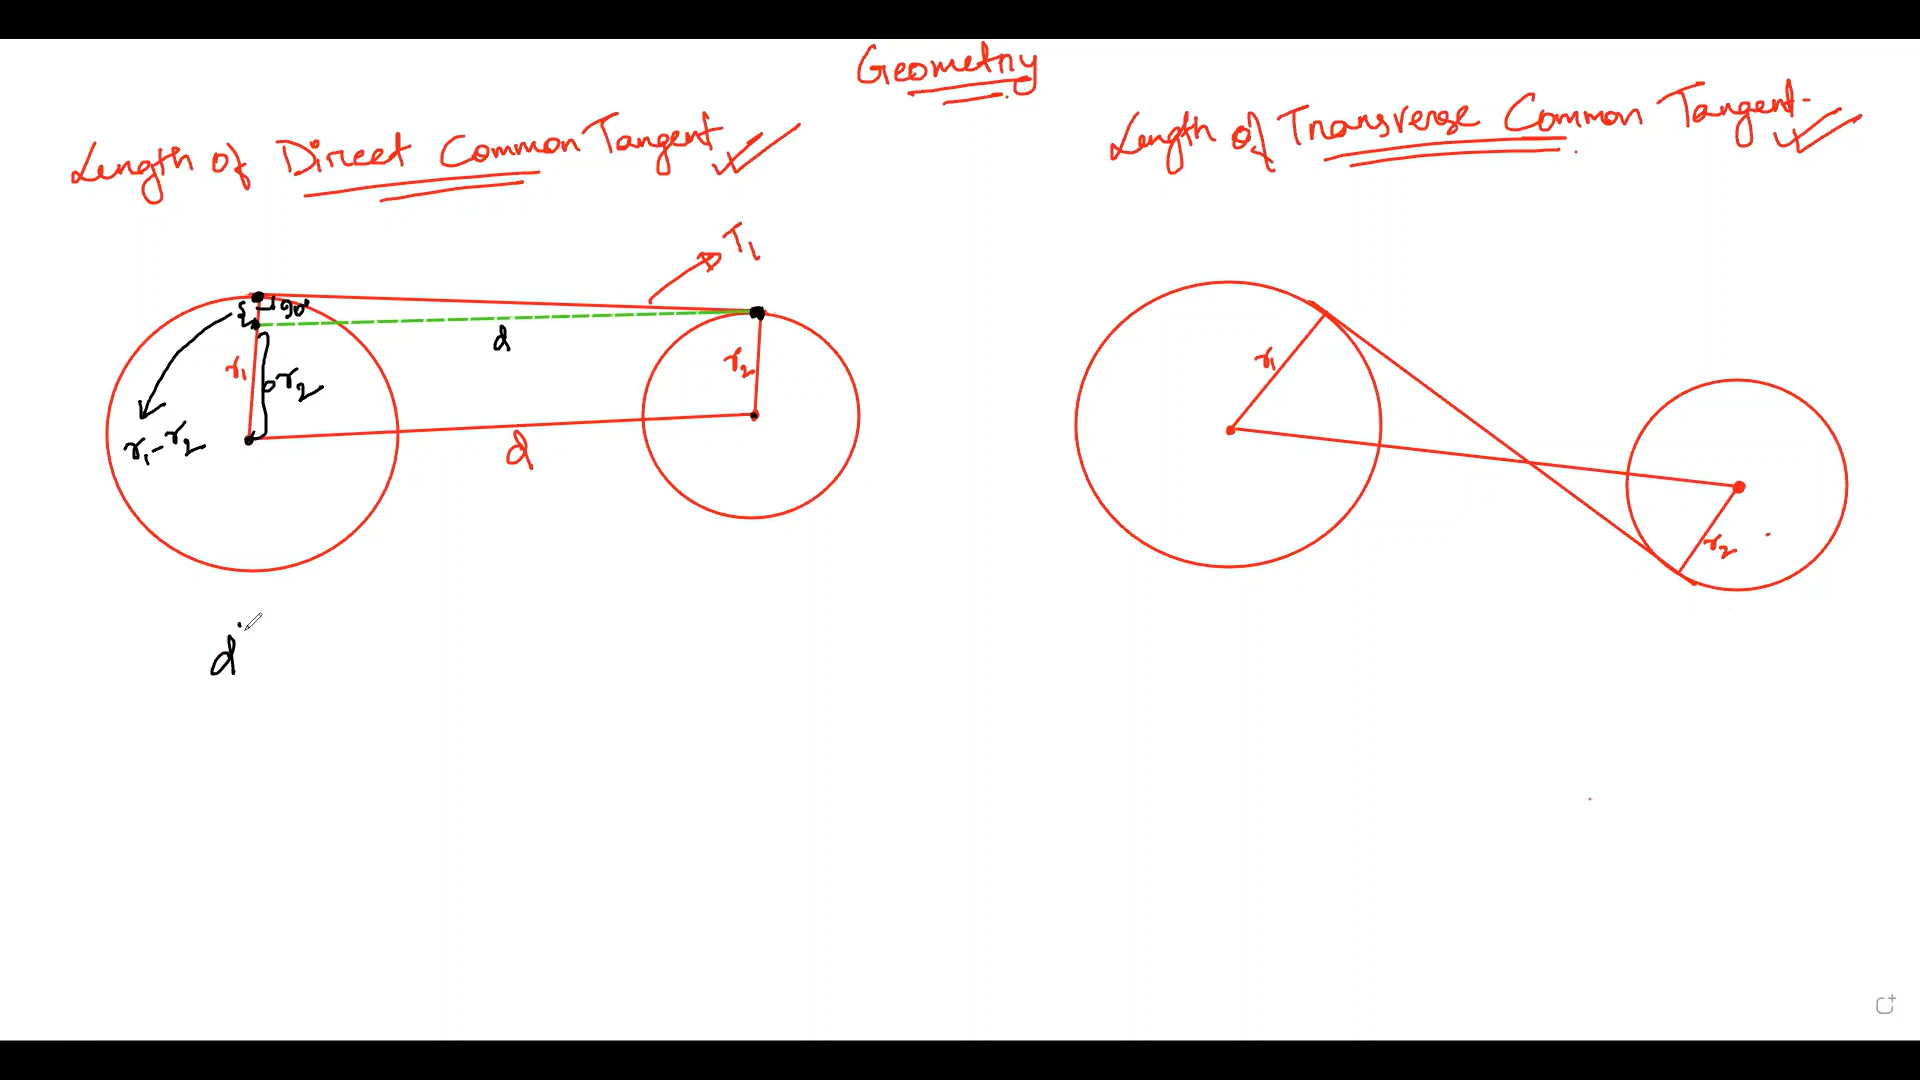 Geometry
Length of Direct Common Tangent
Length of Transverse Common Tangent
T₁
90°
d
r₁
r₂
r₂
r₁-r₂
d
r₁
r₂
d